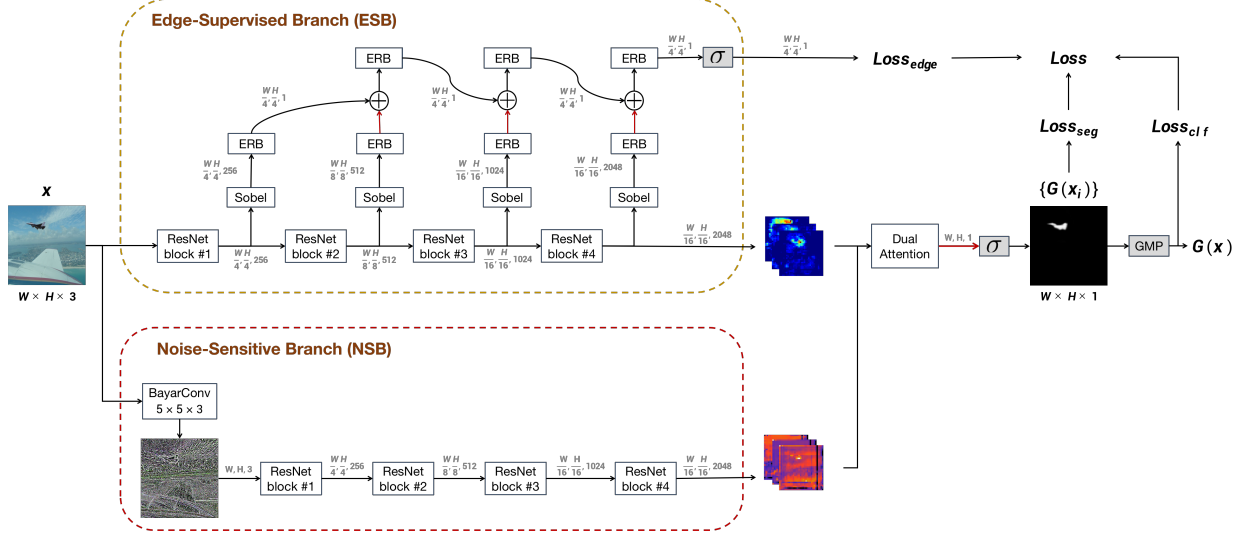 Edge-Supervised Branch (ESB)
ERB
ERB
ERB
W/4, H/4, 1
σ
W/4, H/4, 1
Loss_edge
Loss
W/4, H/4, 1
W/4, H/4, 1
W/4, H/4, 1
+
+
+
Loss_seg
Loss_clf
ERB
ERB
ERB
ERB
W/4, H/4, 256
W/8, H/8, 512
W/16, H/16, 1024
W/16, H/16, 2048
{G(x_i)}
x
Sobel
Sobel
Sobel
Sobel
ResNet
block #1
W/4, H/4, 256
ResNet
block #2
W/8, H/8, 512
ResNet
block #3
W/16, H/16, 1024
ResNet
block #4
W/16, H/16, 2048
Dual
Attention
W, H, 1
σ
GMP
G(x)
W × H × 3
W × H × 1
Noise-Sensitive Branch (NSB)
BayarConv
5 × 5 × 3
W, H, 3
ResNet
block #1
W/4, H/4, 256
ResNet
block #2
W/8, H/8, 512
ResNet
block #3
W/16, H/16, 1024
ResNet
block #4
W/16, H/16, 2048